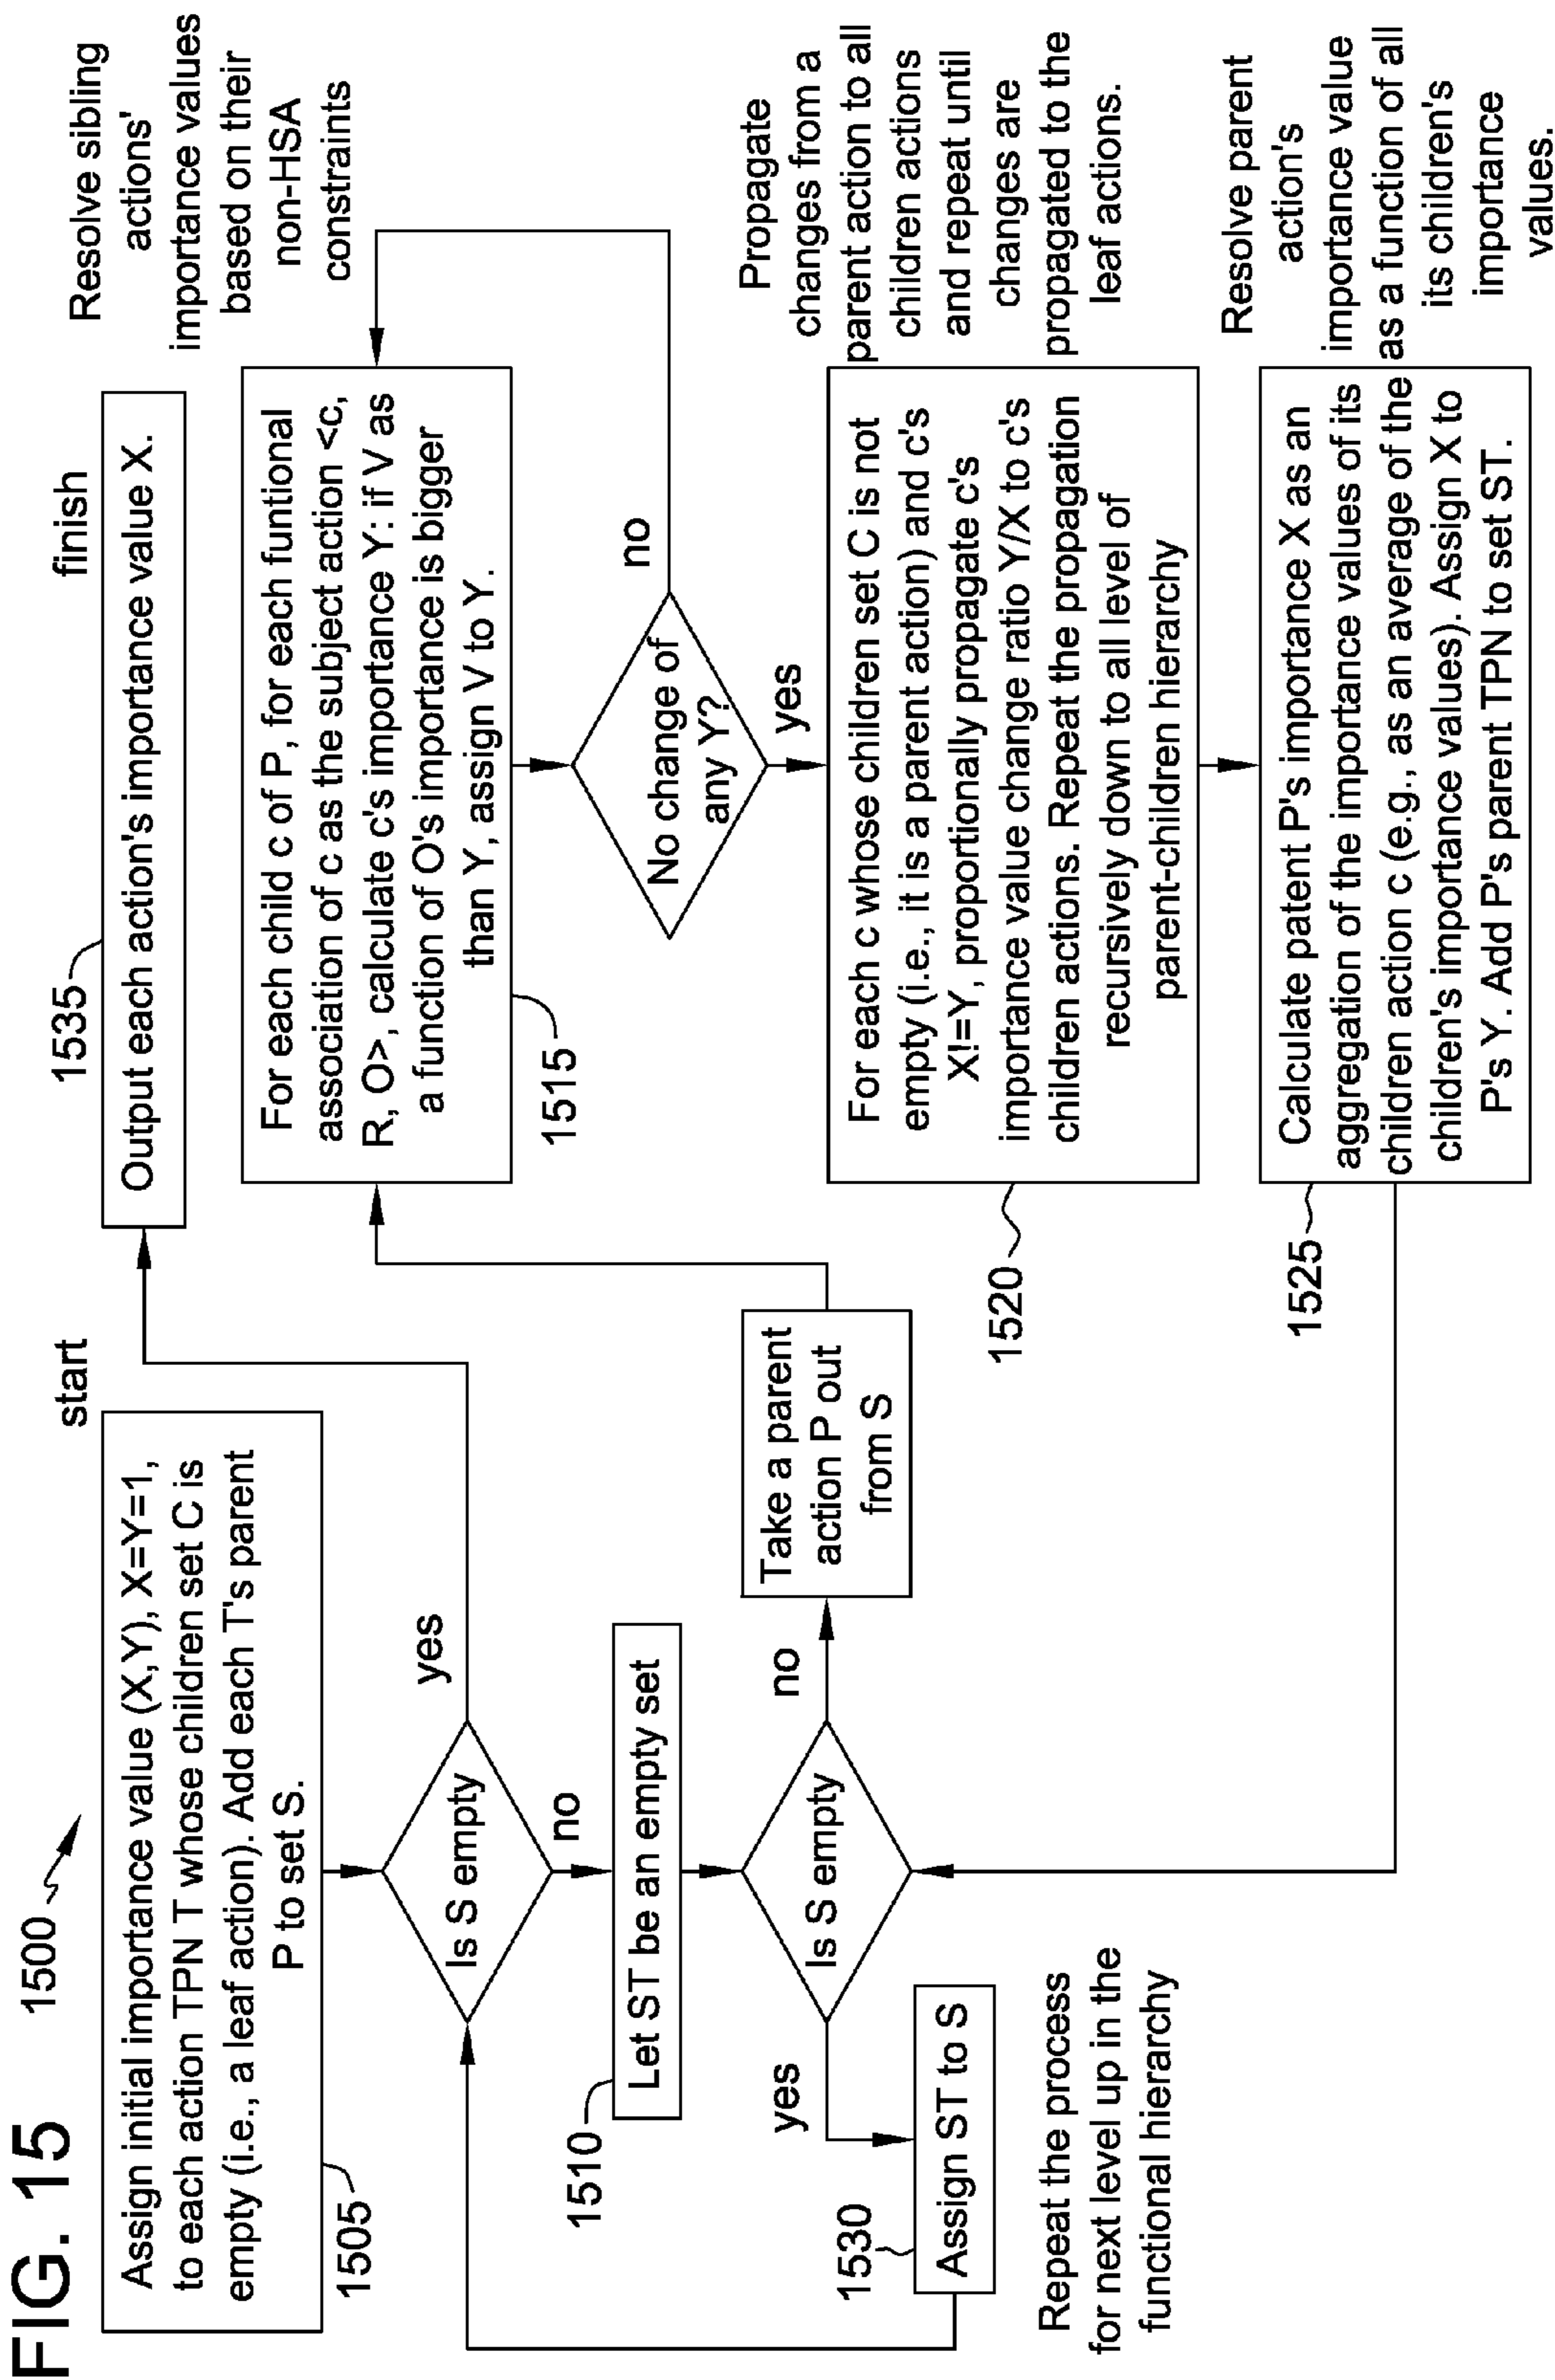 FIG. 15
1500
start
Assign initial importance value (X,Y), X=Y=1,
to each action TPN T whose children set C is
empty (i.e., a leaf action). Add each T's parent
P to set S.
1505
Is S empty
yes
no
Let ST be an empty set
1510
Is S empty
yes
no
Assign ST to S
1530
Repeat the process
for next level up in the
functional hierarchy
Take a parent
action P out
from S
finish
1535
Output each action's importance value X.
Resolve sibling
actions'
importance values
based on their
non-HSA
constraints
For each child c of P, for each funtional
association of c as the subject action <c,
R, O>, calculate c's importance Y: if V as
a function of O's importance is bigger
than Y, assign V to Y.
1515
No change of
any Y?
no
yes
Propagate
changes from a
parent action to all
children actions
and repeat until
changes are
propagated to the
leaf actions.
For each c whose children set C is not
empty (i.e., it is a parent action) and c's
X!=Y, proportionally propagate c's
importance value change ratio Y/X to c's
children actions. Repeat the propagation
recursively down to all level of
parent-children hierarchy
1520
Resolve parent
action's
importance value
as a function of all
its children's
importance
values.
Calculate patent P's importance X as an
aggregation of the importance values of its
children action c (e.g., as an average of the
children's importance values). Assign X to
P's Y. Add P's parent TPN to set ST.
1525